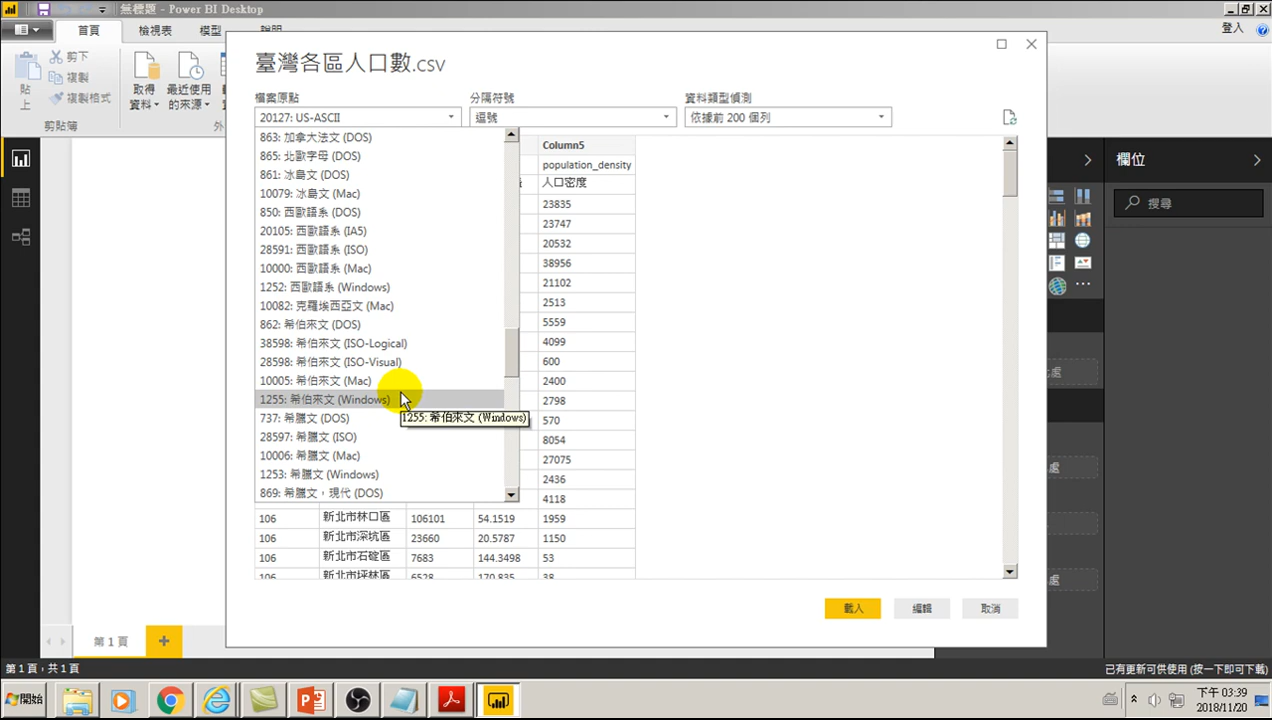 無標題 - Power BI Desktop
首頁
檢視表
模型
說明
登入
貼上
剪下
複製
複製格式
剪貼簿
取得資料
最近使用的來源
臺灣各區人口數.csv
檔案原點
分隔符號
資料類型偵測
20127: US-ASCII
逗號
依據前 200 個列
863: 加拿大法文 (DOS)
865: 北歐字母 (DOS)
861: 冰島文 (DOS)
10079: 冰島文 (Mac)
850: 西歐語系 (DOS)
20105: 西歐語系 (IA5)
28591: 西歐語系 (ISO)
10000: 西歐語系 (Mac)
1252: 西歐語系 (Windows)
10082: 克羅埃西亞文 (Mac)
862: 希伯來文 (DOS)
38598: 希伯來文 (ISO-Logical)
28598: 希伯來文 (ISO-Visual)
10005: 希伯來文 (Mac)
1255: 希伯來文 (Windows)
1255: 希伯來文 (Windows)
737: 希臘文 (DOS)
28597: 希臘文 (ISO)
10006: 希臘文 (Mac)
1253: 希臘文 (Windows)
869: 希臘文，現代 (DOS)
Column5
population_density
人口密度
23835
23747
20532
38956
21102
2513
5559
4099
600
2400
2798
570
8054
27075
2436
4118
106 新北市林口區 106101 54.1519 1959
106 新北市深坑區 23660 20.5787 1150
106 新北市石碇區 7683 144.3498 53
106 新北市坪林區 6528 170.835 38
載入
編輯
取消
欄位
搜尋
第 1 頁
第 1 頁，共 1 頁
已有更新可供使用 (按一下即可下載)
開始
下午 03:39
2018/11/20